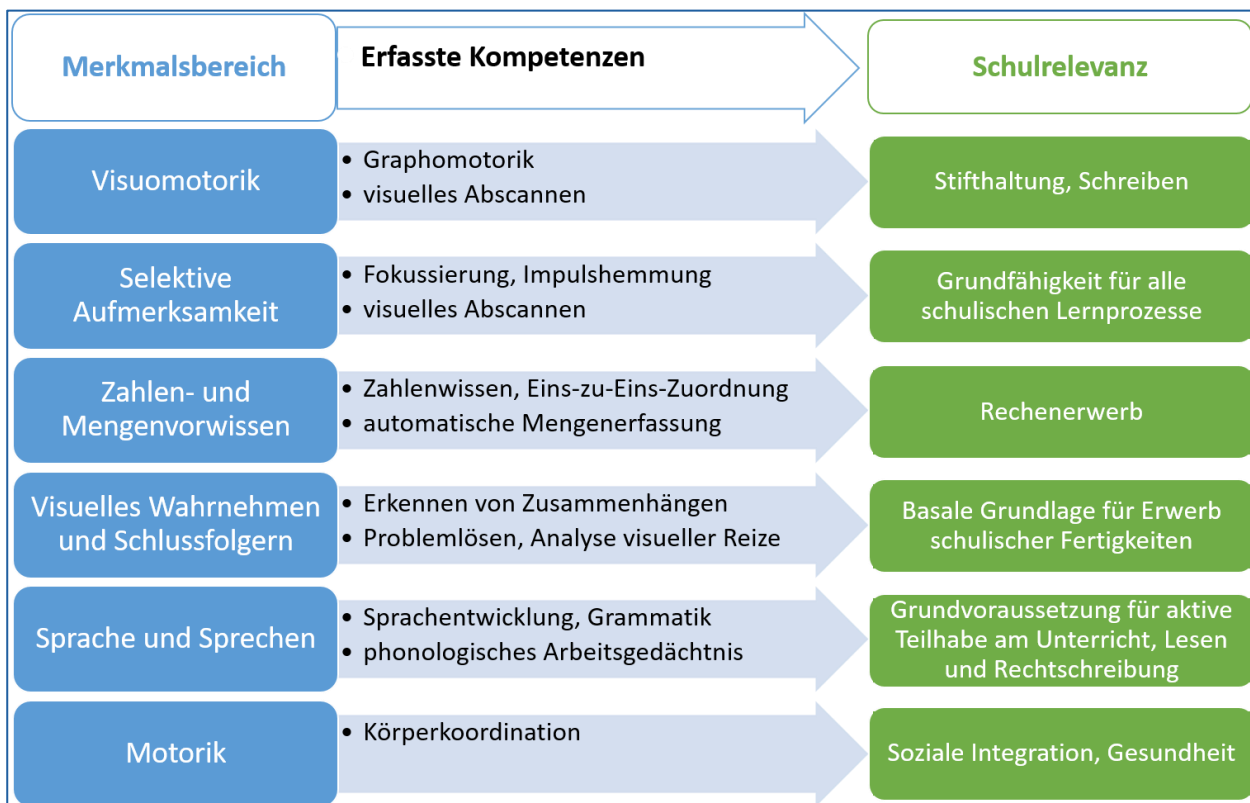 Merkmalsbereich
Erfasste Kompetenzen
Schulrelevanz
Visuomotorik
• Graphomotorik
• visuelles Abscannen
Stifthaltung, Schreiben
Selektive
Aufmerksamkeit
• Fokussierung, Impulshemmung
• visuelles Abscannen
Grundfähigkeit für alle
schulischen Lernprozesse
Zahlen- und
Mengenvorwissen
• Zahlenwissen, Eins-zu-Eins-Zuordnung
• automatische Mengenerfassung
Rechenerwerb
Visuelles Wahrnehmen
und Schlussfolgern
• Erkennen von Zusammenhängen
• Problemlösen, Analyse visueller Reize
Basale Grundlage für Erwerb
schulischer Fertigkeiten
Sprache und Sprechen
• Sprachentwicklung, Grammatik
• phonologisches Arbeitsgedächtnis
Grundvoraussetzung für aktive
Teilhabe am Unterricht, Lesen
und Rechtschreibung
Motorik
• Körperkoordination
Soziale Integration, Gesundheit